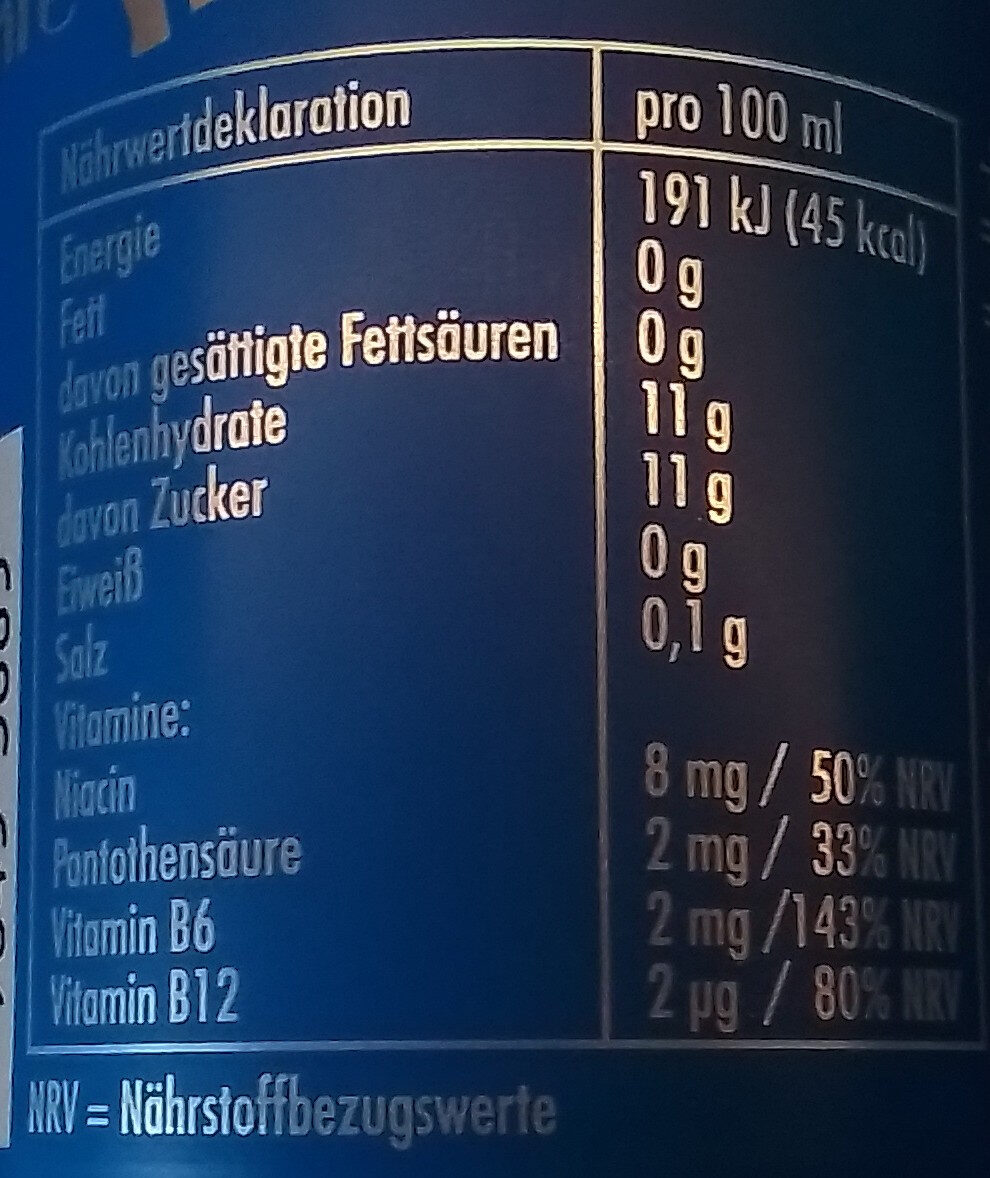 Nährwertdeklaration pro 100 ml
Energie 191 kJ (45 kcal)
Fett 0 g
davon gesättigte Fettsäuren 0 g
Kohlenhydrate 11 g
davon Zucker 11 g
Eiweiß 0 g
Salz 0,1 g
Vitamine:
Niacin 8 mg / 50% NRV
Pantothensäure 2 mg / 33% NRV
Vitamin B6 2 mg /143% NRV
Vitamin B12 2 µg / 80% NRV
NRV = Nährstoffbezugswerte